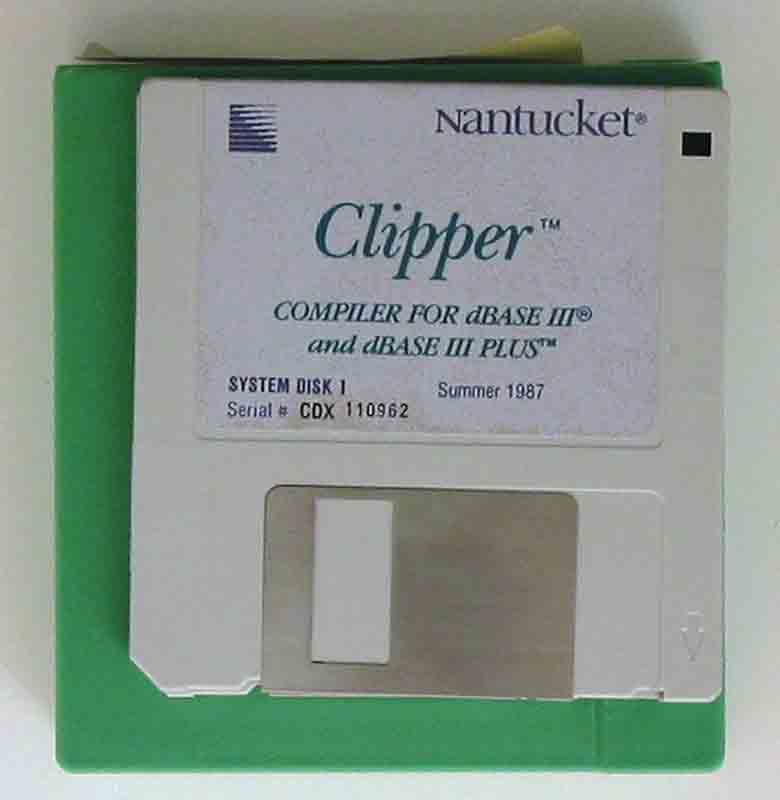 Nantucket®
Clipper™
COMPILER FOR dBASE III®
and dBASE III PLUS™
SYSTEM DISK 1 Summer 1987
Serial # CDX 110962